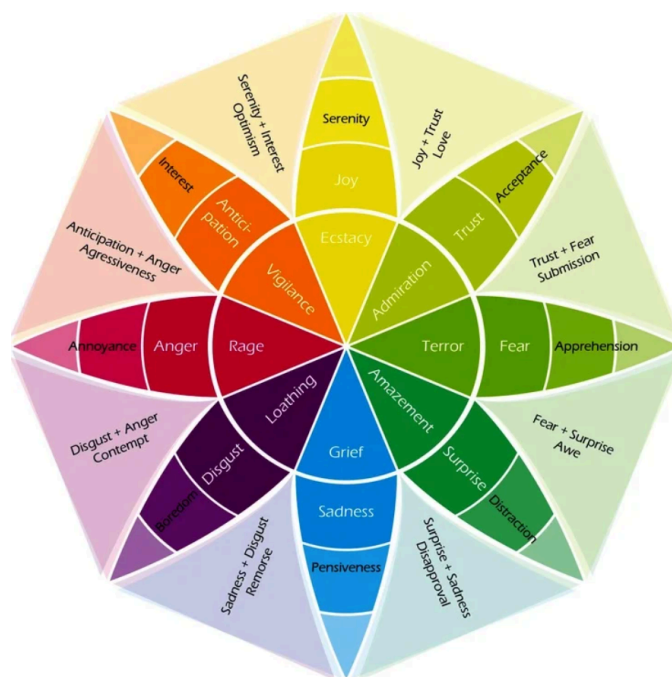 Serenity + Interest
Optimism
Serenity
Joy
Ecstacy
Joy + Trust
Love
Acceptance
Trust
Admiration
Trust + Fear
Submission
Terror
Fear
Apprehension
Fear + Surprise
Awe
Amazement
Surprise
Distraction
Surprise + Sadness
Disapproval
Grief
Sadness
Pensiveness
Sadness + Disgust
Remorse
Loathing
Disgust
Boredom
Disgust + Anger
Contempt
Rage
Anger
Annoyance
Anticipation + Anger
Agressiveness
Interest
Antici-
pation
Vigilance